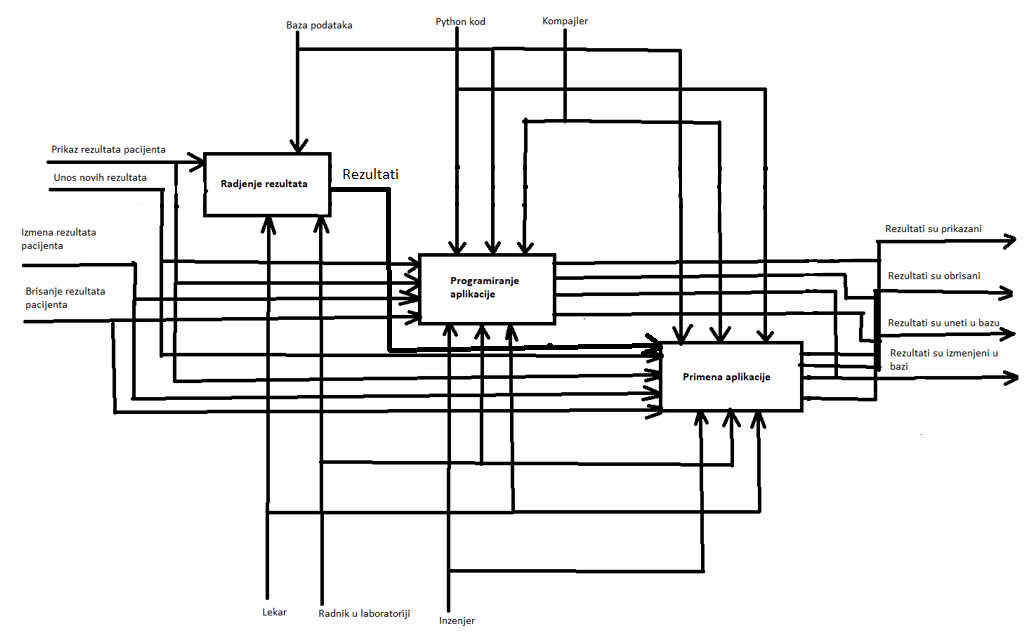 Baza podataka
Python kod
Kompajler
Prikaz rezultata pacijenta
Unos novih rezultata
Radjenje rezultata
Rezultati
Izmena rezultata
pacijenta
Brisanje rezultata
pacijenta
Programiranje
aplikacije
Rezultati su prikazani
Rezultati su obrisani
Rezultati su uneti u bazu
Rezultati su izmenjeni u
bazi
Primena aplikacije
Lekar
Radnik u laboratoriji
Inzenjer